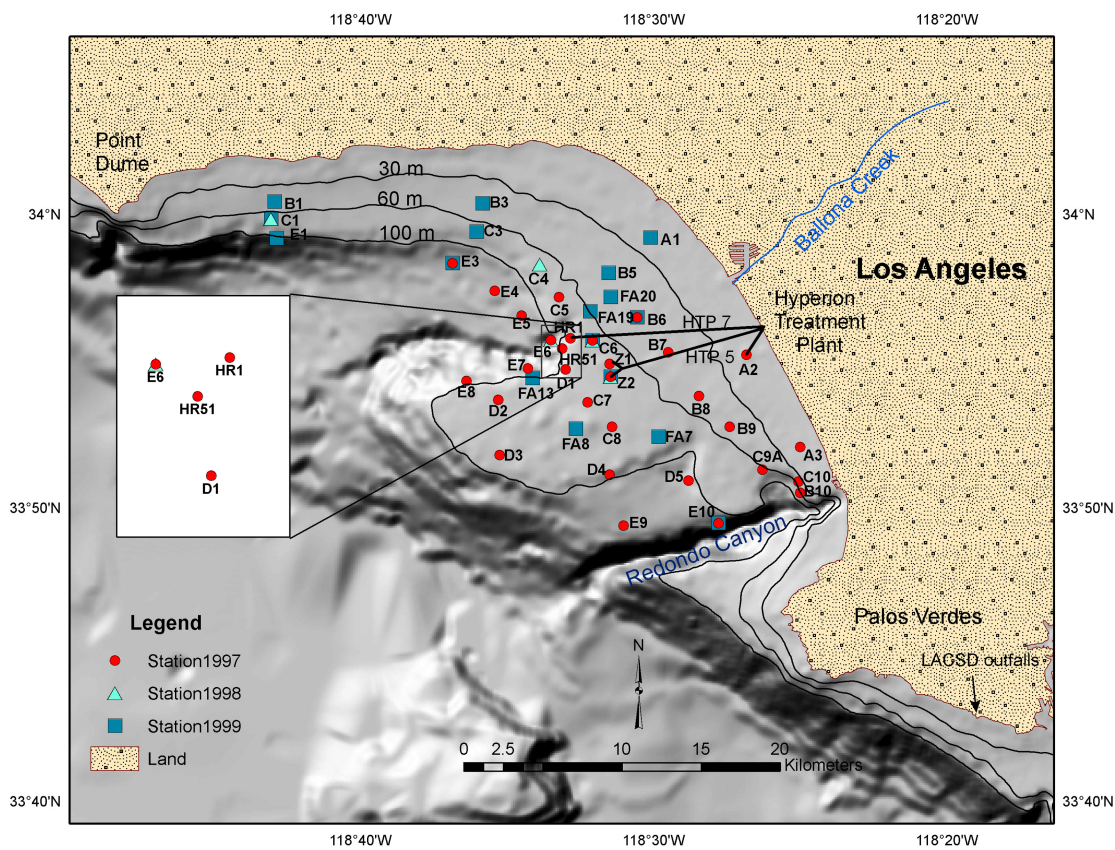 118°40'W
118°30'W
118°20'W
34°N
34°N
33°50'N
33°50'N
33°40'N
33°40'N
118°40'W
118°30'W
118°20'W
Point
Dume
30 m
60 m
100 m
Ballona Creek
Los Angeles
Hyperion
Treatment
Plant
HTP 7
HTP 5
B1
C1
E1
B3
C3
A1
E3
C4
B5
E4
C5
FA20
E5
FA19
B6
HR1
E6
C6
B7
HR51
Z1
A2
E7
D1
Z2
E8
FA13
D2
C7
B8
FA8
C8
FA7
B9
D3
A3
D4
C9A
D5
C10
B10
E9
E10
E6
HR1
HR51
D1
Redondo Canyon
Palos Verdes
LACSD outfalls
Legend
Station1997
Station1998
Station1999
Land
N
0 2.5 5 10 15 20
Kilometers